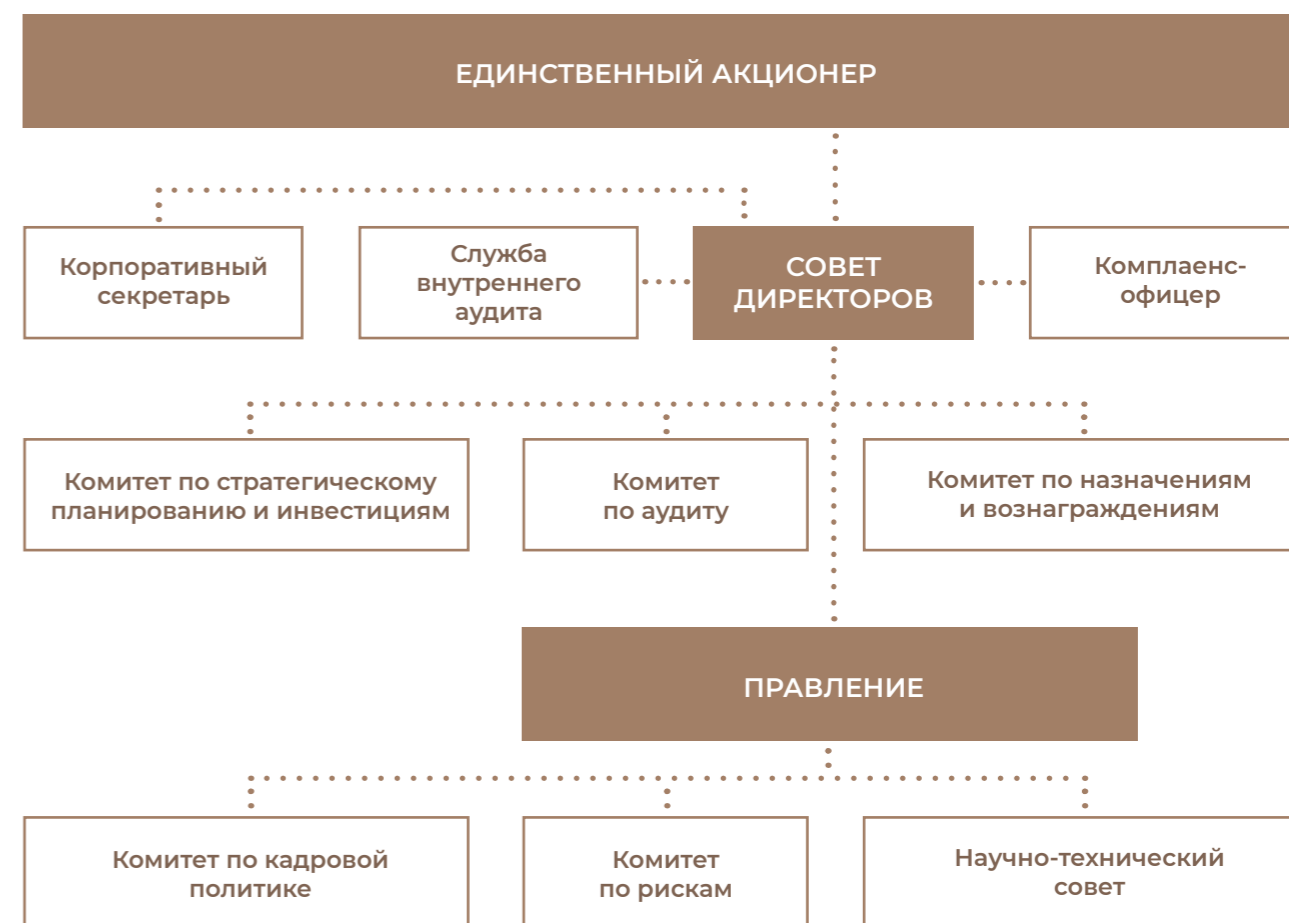 ЕДИНСТВЕННЫЙ АКЦИОНЕР
Корпоративный
секретарь
Служба
внутреннего
аудита
СОВЕТ
ДИРЕКТОРОВ
Комплаенс-
офицер
Комитет по стратегическому
планированию и инвестициям
Комитет
по аудиту
Комитет по назначениям
и вознаграждениям
ПРАВЛЕНИЕ
Комитет по кадровой
политике
Комитет
по рискам
Научно-технический
совет